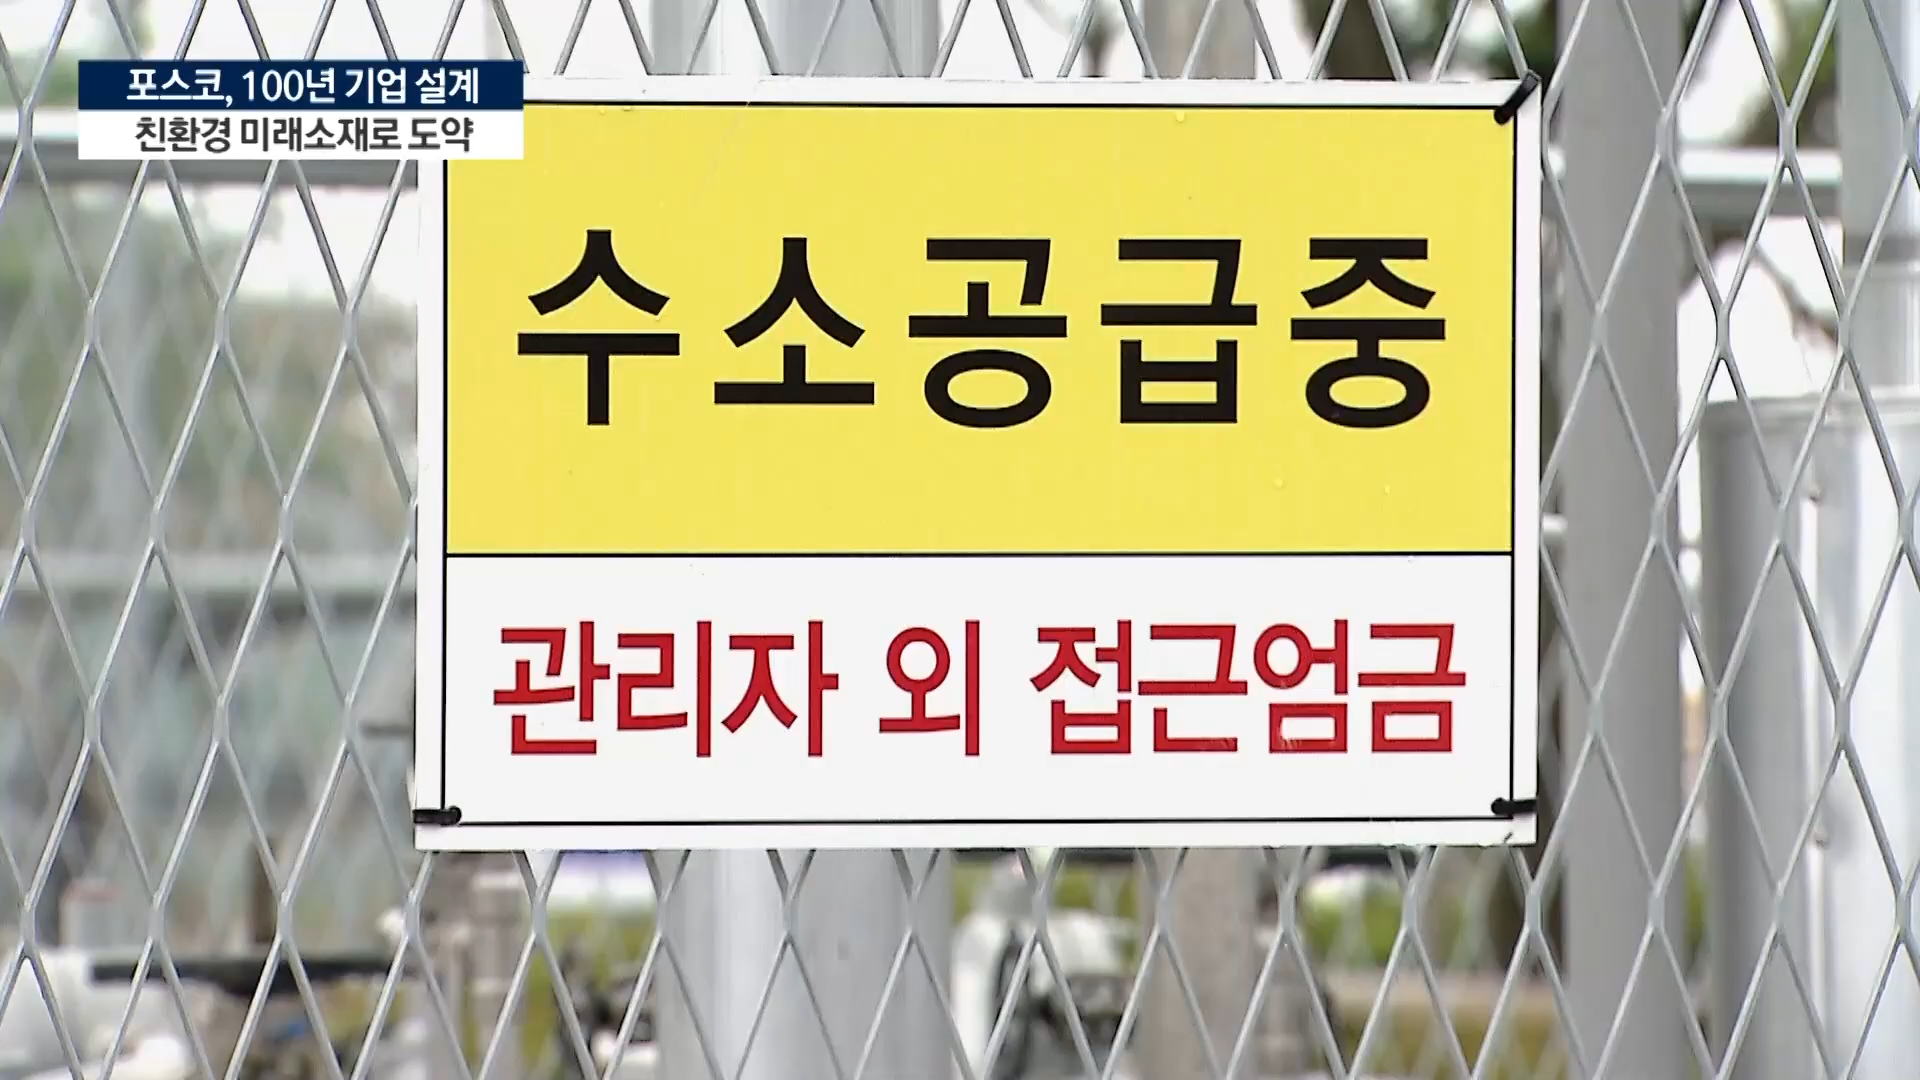 포스코, 100년 기업 설계
친환경 미래소재로 도약
수소공급중
관리자 외 접근엄금